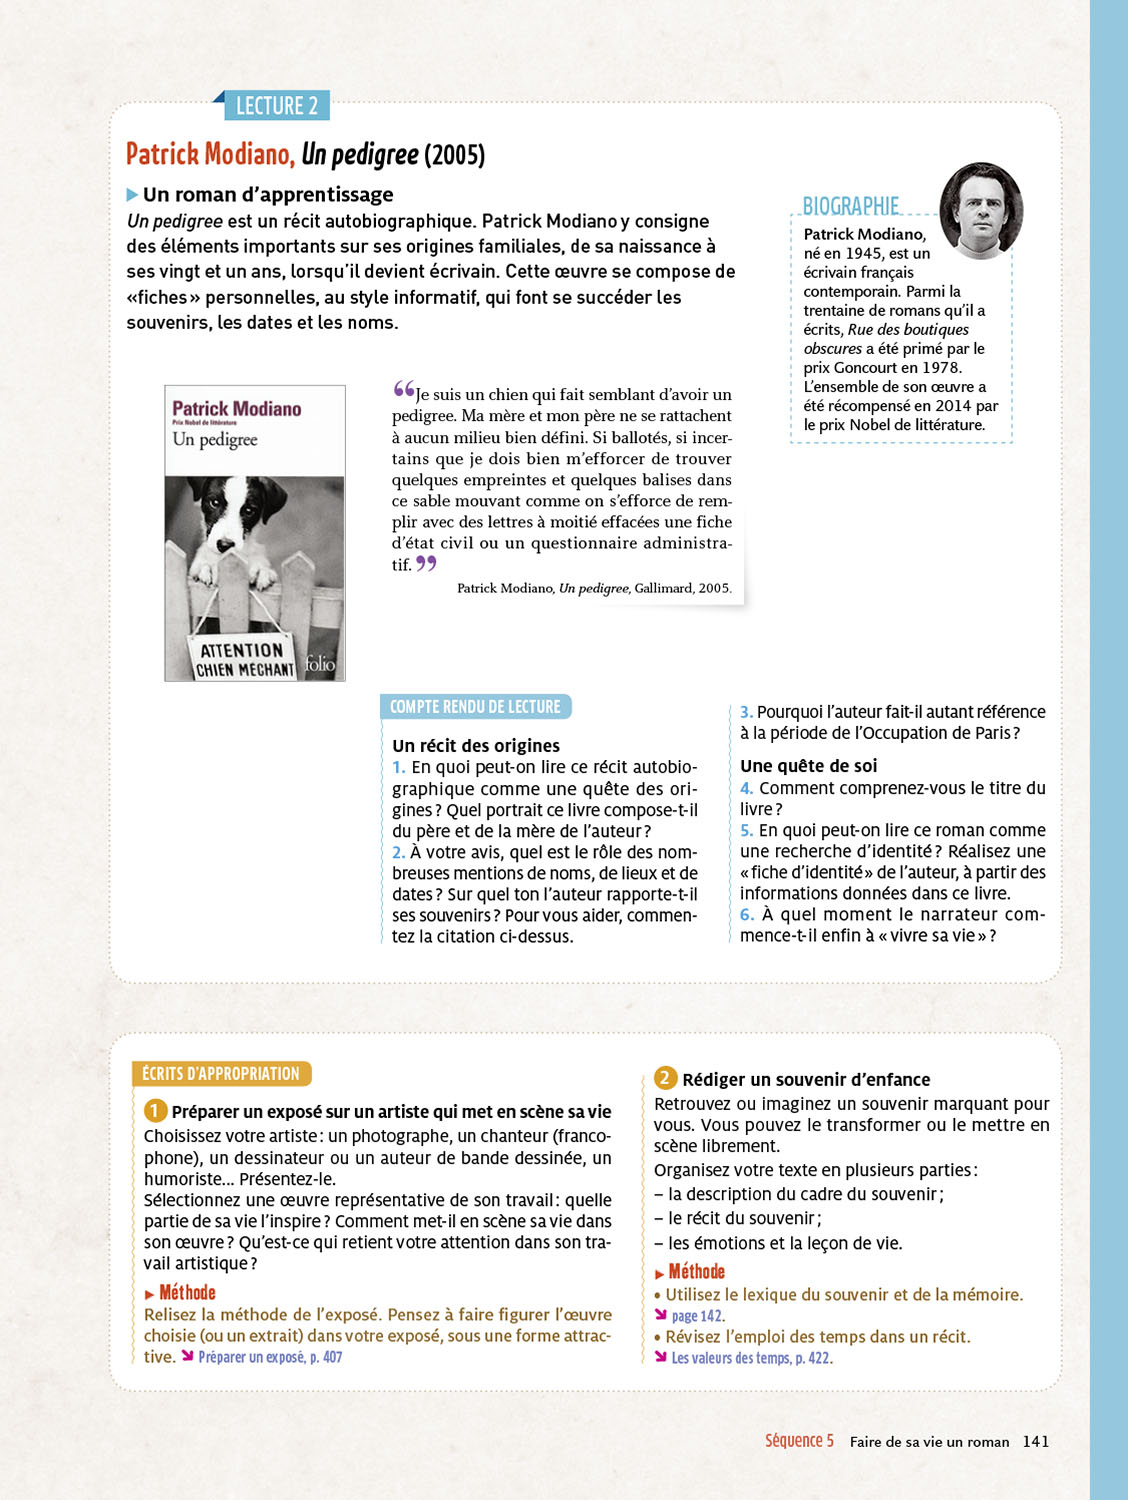 LECTURE 2
Patrick Modiano, Un pedigree (2005)
▶ Un roman d’apprentissage
Un pedigree est un récit autobiographique. Patrick Modiano y consigne
des éléments importants sur ses origines familiales, de sa naissance à
ses vingt et un ans, lorsqu’il devient écrivain. Cette œuvre se compose de
«fiches» personnelles, au style informatif, qui font se succéder les
souvenirs, les dates et les noms.
BIOGRAPHIE
Patrick Modiano,
né en 1945, est un
écrivain français
contemporain. Parmi la
trentaine de romans qu’il a
écrits, Rue des boutiques
obscures a été primé par le
prix Goncourt en 1978.
L’ensemble de son œuvre a
été récompensé en 2014 par
le prix Nobel de littérature.
Patrick Modiano
Prix Nobel de littérature
Un pedigree
ATTENTION
CHIEN MÉCHANT
folio
“Je suis un chien qui fait semblant d’avoir un
pedigree. Ma mère et mon père ne se rattachent
à aucun milieu bien défini. Si ballotés, si incer-
tains que je dois bien m’efforcer de trouver
quelques empreintes et quelques balises dans
ce sable mouvant comme on s’efforce de rem-
plir avec des lettres à moitié effacées une fiche
d’état civil ou un questionnaire administra-
tif. ”
Patrick Modiano, Un pedigree, Gallimard, 2005.
COMPTE RENDU DE LECTURE
Un récit des origines
1. En quoi peut-on lire ce récit autobio-
graphique comme une quête des ori-
gines ? Quel portrait ce livre compose-t-il
du père et de la mère de l’auteur ?
2. À votre avis, quel est le rôle des nom-
breuses mentions de noms, de lieux et de
dates ? Sur quel ton l’auteur rapporte-t-il
ses souvenirs ? Pour vous aider, commen-
tez la citation ci-dessus.
3. Pourquoi l’auteur fait-il autant référence
à la période de l’Occupation de Paris ?
Une quête de soi
4. Comment comprenez-vous le titre du
livre ?
5. En quoi peut-on lire ce roman comme
une recherche d’identité ? Réalisez une
« fiche d’identité » de l’auteur, à partir des
informations données dans ce livre.
6. À quel moment le narrateur com-
mence-t-il enfin à « vivre sa vie » ?
ÉCRITS D’APPROPRIATION
1 Préparer un exposé sur un artiste qui met en scène sa vie
Choisissez votre artiste : un photographe, un chanteur (franco-
phone), un dessinateur ou un auteur de bande dessinée, un
humoriste... Présentez-le.
Sélectionnez une œuvre représentative de son travail : quelle
partie de sa vie l’inspire ? Comment met-il en scène sa vie dans
son œuvre ? Qu’est-ce qui retient votre attention dans son tra-
vail artistique ?
▶ Méthode
Relisez la méthode de l’exposé. Pensez à faire figurer l’œuvre
choisie (ou un extrait) dans votre exposé, sous une forme attrac-
tive. ➘ Préparer un exposé, p. 407
2 Rédiger un souvenir d’enfance
Retrouvez ou imaginez un souvenir marquant pour
vous. Vous pouvez le transformer ou le mettre en
scène librement.
Organisez votre texte en plusieurs parties :
– la description du cadre du souvenir ;
– le récit du souvenir ;
– les émotions et la leçon de vie.
▶ Méthode
• Utilisez le lexique du souvenir et de la mémoire.
➘ page 142.
• Révisez l’emploi des temps dans un récit.
➘ Les valeurs des temps, p. 422.
Séquence 5 Faire de sa vie un roman 141